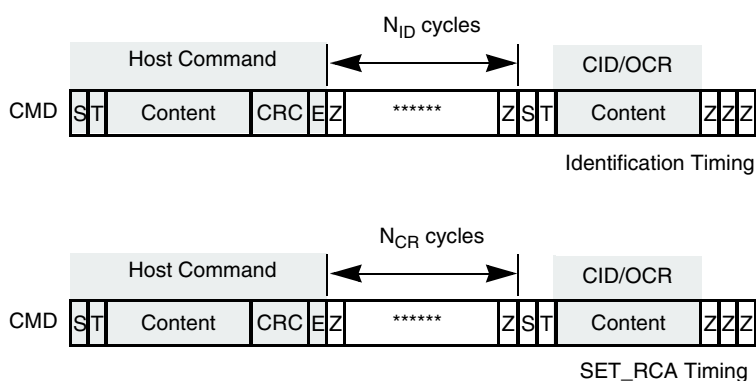 N_ID cycles
Host Command CID/OCR
CMD S T Content CRC E Z ****** Z S T Content Z Z Z
Identification Timing
N_CR cycles
Host Command CID/OCR
CMD S T Content CRC E Z ****** Z S T Content Z Z Z
SET_RCA Timing